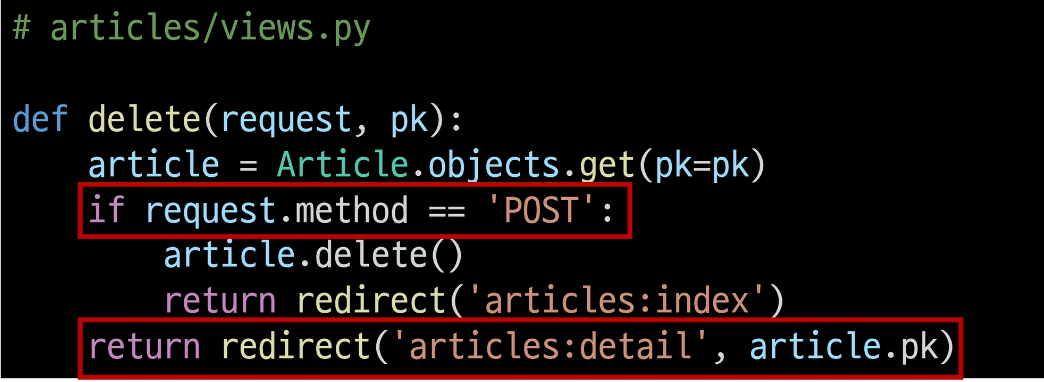 # articles/views.py
def delete(request, pk):
    article = Article.objects.get(pk=pk)
    if request.method == 'POST':
        article.delete()
        return redirect('articles:index')
    return redirect('articles:detail', article.pk)